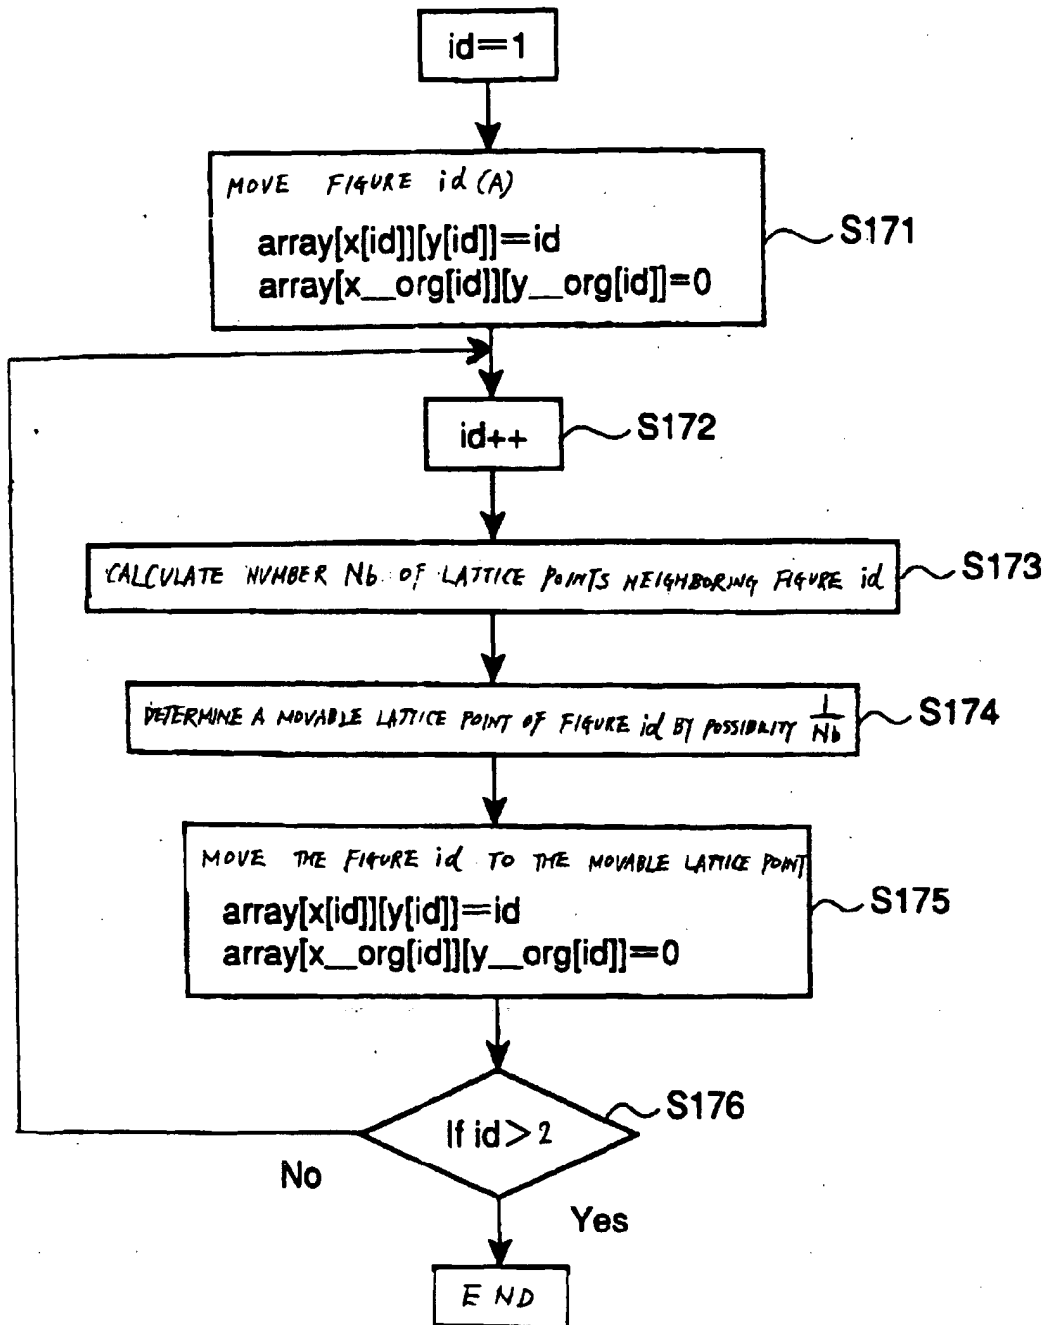 id=1
MOVE FIGURE id (A)
array[x[id]][y[id]]=id
array[x__org[id]][y__org[id]]=0
S171
id++
S172
CALCULATE NUMBER Nb OF LATTICE POINTS NEIGHBORING FIGURE id
S173
DETERMINE A MOVABLE LATTICE POINT OF FIGURE id BY POSSIBILITY 1/Nb
S174
MOVE THE FIGURE id TO THE MOVABLE LATTICE POINT
array[x[id]][y[id]]=id
array[x__org[id]][y__org[id]]=0
S175
If id>2
S176
No
Yes
END